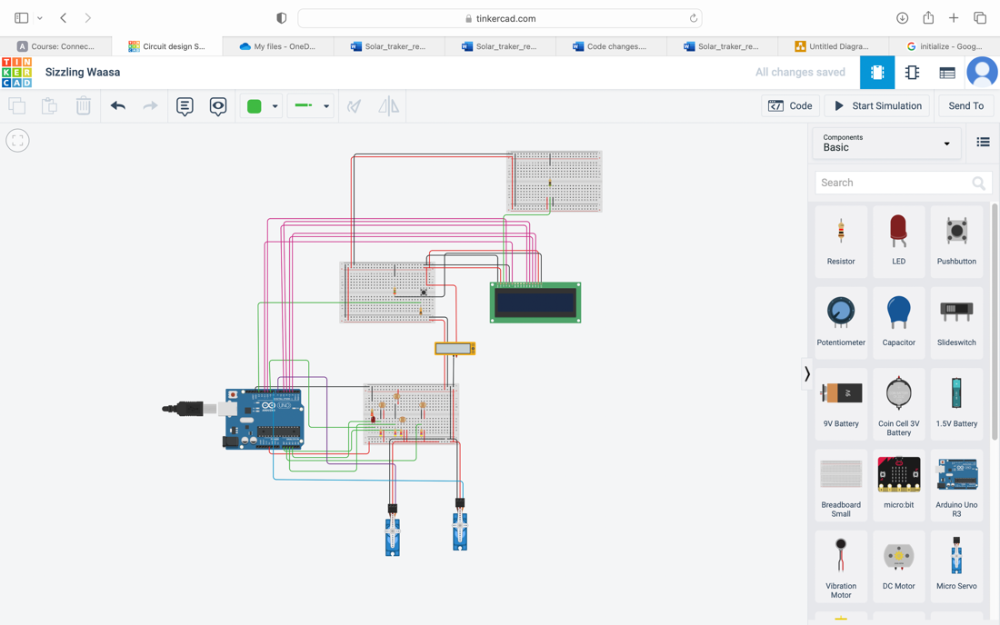 tinkercad.com
A Course: Connec...
Circuit design S...
My files - OneD...
Solar_traker_re...
Solar_traker_re...
Code changes....
Solar_traker_re...
Untitled Diagra...
initialize - Goog...
TIN
KER
CAD
Sizzling Waasa
All changes saved
Code
Start Simulation
Send To
Components
Basic
Search
Resistor
LED
Pushbutton
Potentiometer
Capacitor
Slideswitch
9V
9V Battery
Coin Cell 3V
Battery
1.5V Battery
Breadboard
Small
micro:bit
Arduino Uno
R3
Vibration
Motor
DC Motor
Micro Servo